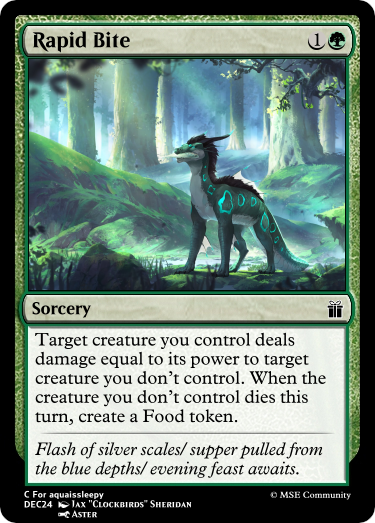 Rapid Bite 1
Sorcery
Target creature you control deals
damage equal to its power to target
creature you don't control. When the
creature you don't control dies this
turn, create a Food token.
Flash of silver scales/ supper pulled from
the blue depths/ evening feast awaits.
C For aquaissleepy
DEC24 Jax "Clockbirds" Sheridan © MSE Community
Aster